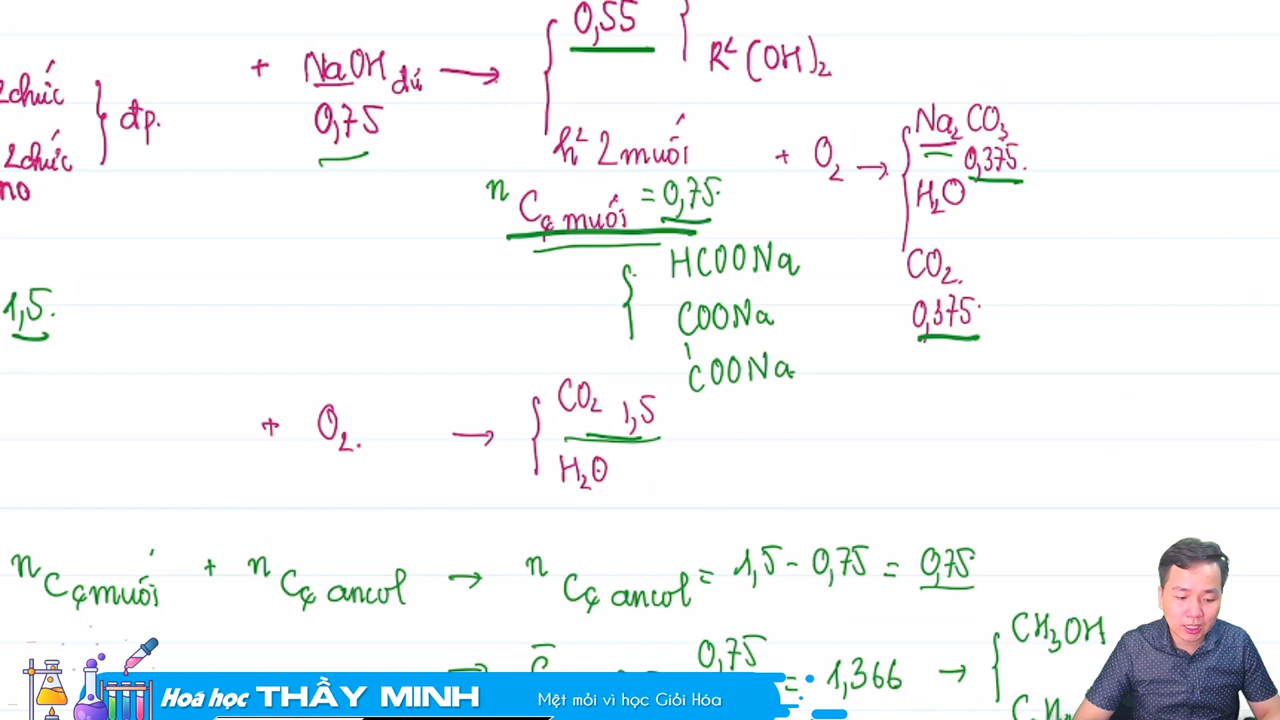 0,55
R² (OH)₂
2chức
+ NaOH đủ →
0,75
đp.
2chức
no
h² 2 muối + O₂ →
Na₂CO₃
0,375.
H₂O
CO₂.
0,375.
n C ¢ muối = 0,75.
HCOONa
COONa
COONa
1,5.
+ O₂. →
CO₂ 1,5
H₂O
n C¢ muối + n C¢ ancol → n C¢ ancol = 1,5 - 0,75 = 0,75
0,75
= 1,366 →
CH₃OH
Hoá học THẦY MINH
Mệt mỏi vì học Giỏi Hóa